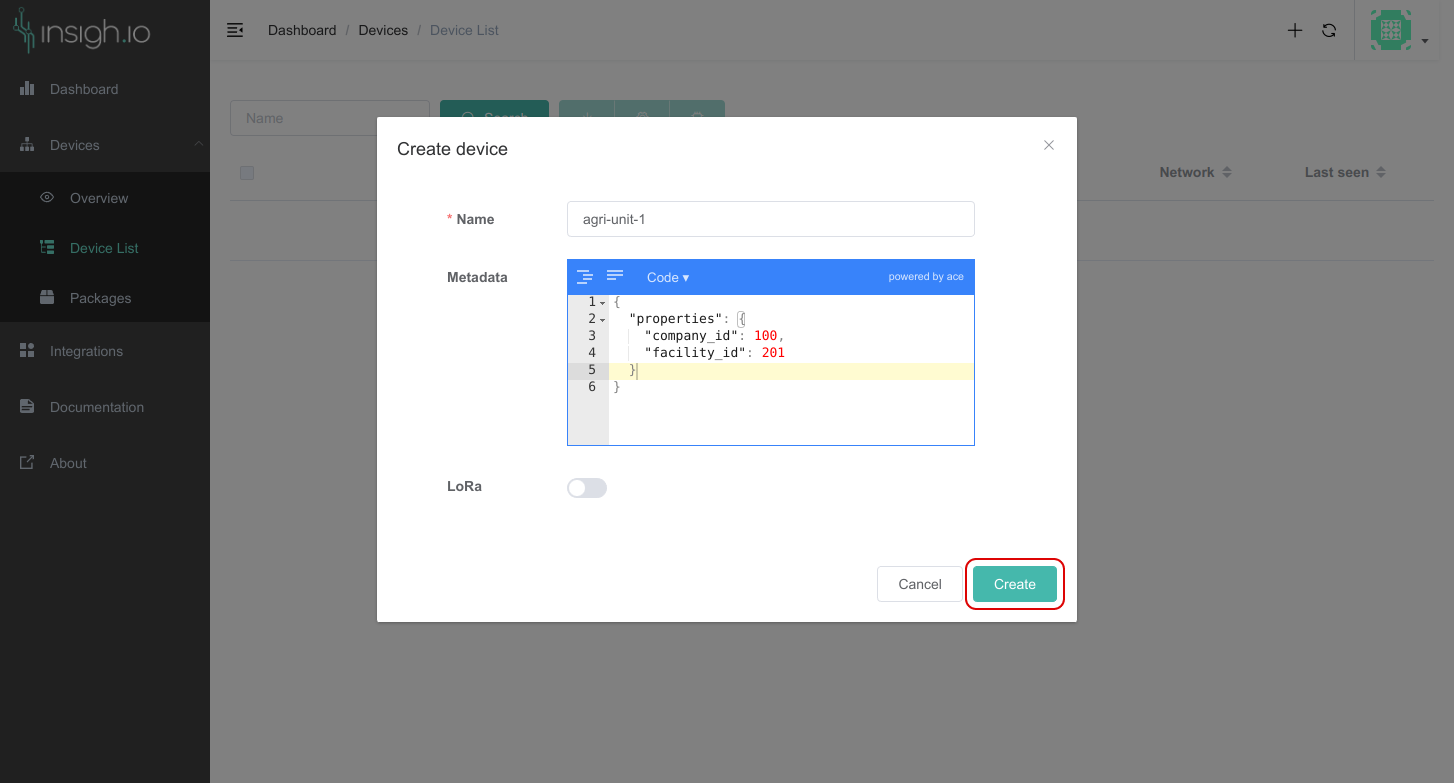 insigh.io
Dashboard / Devices / Device List
Dashboard
Devices
Overview
Device List
Packages
Integrations
Documentation
About
Name
Search
Network
Last seen
Create device
* Name
agri-unit-1
Metadata
Code ▾
powered by ace
1 {
2 "properties": {
3 "company_id": 100,
4 "facility_id": 201
5 }
6 }
LoRa
Cancel
Create